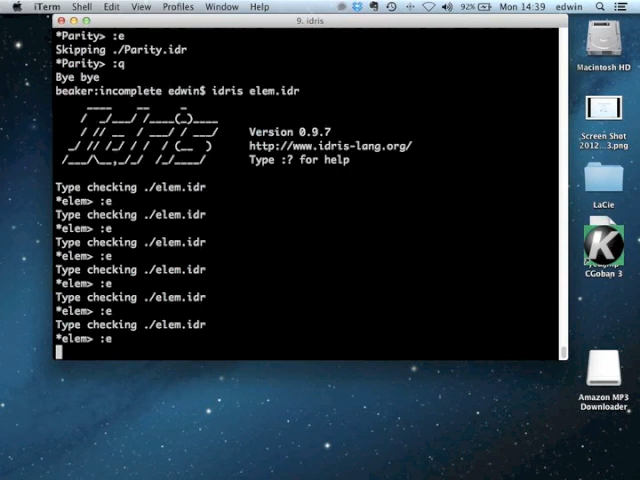 iTerm Shell Edit View Profiles Window Help 92% Mon 14:39 edwin
9. idris
*Parity> :e
Skipping ./Parity.idr
*Parity> :q
Bye bye
beaker:incomplete edwin$ idris elem.idr
Version 0.9.7
http://www.idris-lang.org/
Type :? for help
Type checking ./elem.idr
*elem> :e
Type checking ./elem.idr
*elem> :e
Type checking ./elem.idr
*elem> :e
Type checking ./elem.idr
*elem> :e
Type checking ./elem.idr
*elem> :e
Type checking ./elem.idr
*elem> :e
Macintosh HD
Screen Shot
2012...3.png
LaCie
K
CGoban 3
Amazon MP3
Downloader